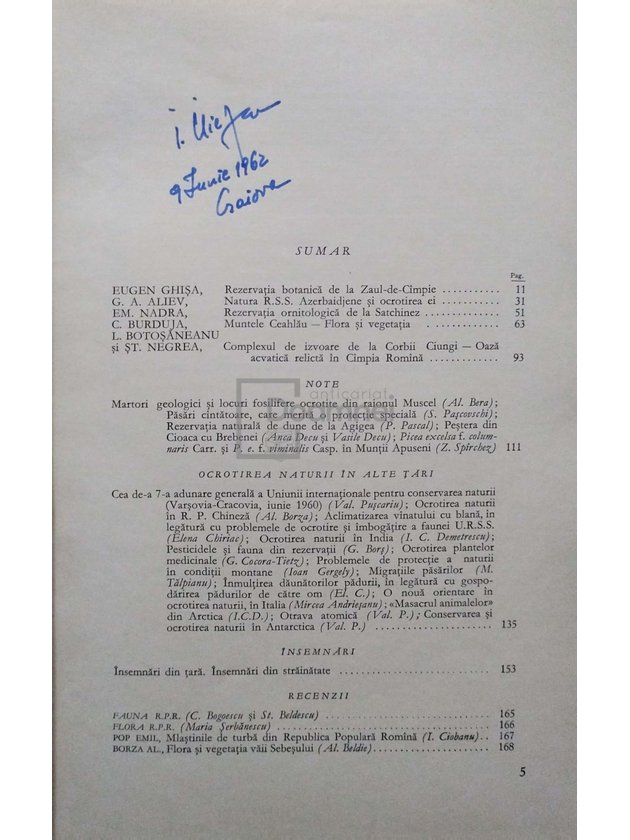 9 Iunie 1962
Craiova
SUMAR
Pag.
EUGEN GHIȘA, Rezervația botanică de la Zaul-de-Cîmpie ........... 11
G. A. ALIEV, Natura R.S.S. Azerbaidjene și ocrotirea ei ........... 31
EM. NADRA, Rezervația ornitologică de la Satchinez ........... 51
C. BURDUJA, Muntele Ceahlău — Flora și vegetația ........... 63
L. BOTOȘĂNEANU
și ȘT. NEGREA, Complexul de izvoare de la Corbii Ciungi — Oază
acvatică relictă în Cîmpia Romînă ............ 93
NOTE
Martori geologici și locuri fosilifere ocrotite din raionul Muscel (Al. Bera);
Păsări cîntătoare, care merită o protecție specială (S. Pașcovschi);
Rezervația naturală de dune de la Agigea (P. Pascal); Peștera din
Cioaca cu Brebenei (Anca Decu și Vasile Decu); Picea excelsa f. colum-
naris Carr. și P. e. f. viminalis Casp. în Munții Apuseni (Z. Spîrchez) 111
OCROTIREA NATURII ÎN ALTE ȚĂRI
Cea de-a 7-a adunare generală a Uniunii internaționale pentru conservarea naturii
(Varșovia-Cracovia, iunie 1960) (Val. Pușcariu); Ocrotirea naturii
în R. P. Chineză (Al. Borza); Aclimatizarea vînatului cu blană, în
legătură cu problemele de ocrotire și îmbogățire a faunei U.R.S.S.
(Elena Chiriac); Ocrotirea naturii în India (I. C. Demetrescu);
Pesticidele și fauna din rezervații (G. Borș); Ocrotirea plantelor
medicinale (G. Cocora-Tietz); Problemele de protecție a naturii
în condiții montane (Ioan Gergely); Migrațiile păsărilor (M.
Tălpianu); Înmulțirea dăunătorilor pădurii, în legătură cu gospo-
dărirea pădurilor de către om (El. C.); O nouă orientare în
ocrotirea naturii, în Italia (Mircea Andrieșanu); «Masacrul animalelor»
din Arctica (I.C.D.); Otrava atomică (Val. P.); Conservarea și
ocrotirea naturii în Antarctica (Val. P.) .................... 135
ÎNSEMNĂRI
Însemnări din țară. Însemnări din străinătate ......................... 153
RECENZII
FAUNA R.P.R. (C. Bogoescu și St. Beldescu) ............................ 165
FLORA R.P.R. (Maria Șerbănescu) ................................... 166
POP EMIL, Mlaștinile de turbă din Republica Populară Romînă (I. Ciobanu).. 167
BORZA AL., Flora și vegetația văii Sebeșului (Al. Beldie).................... 168
5